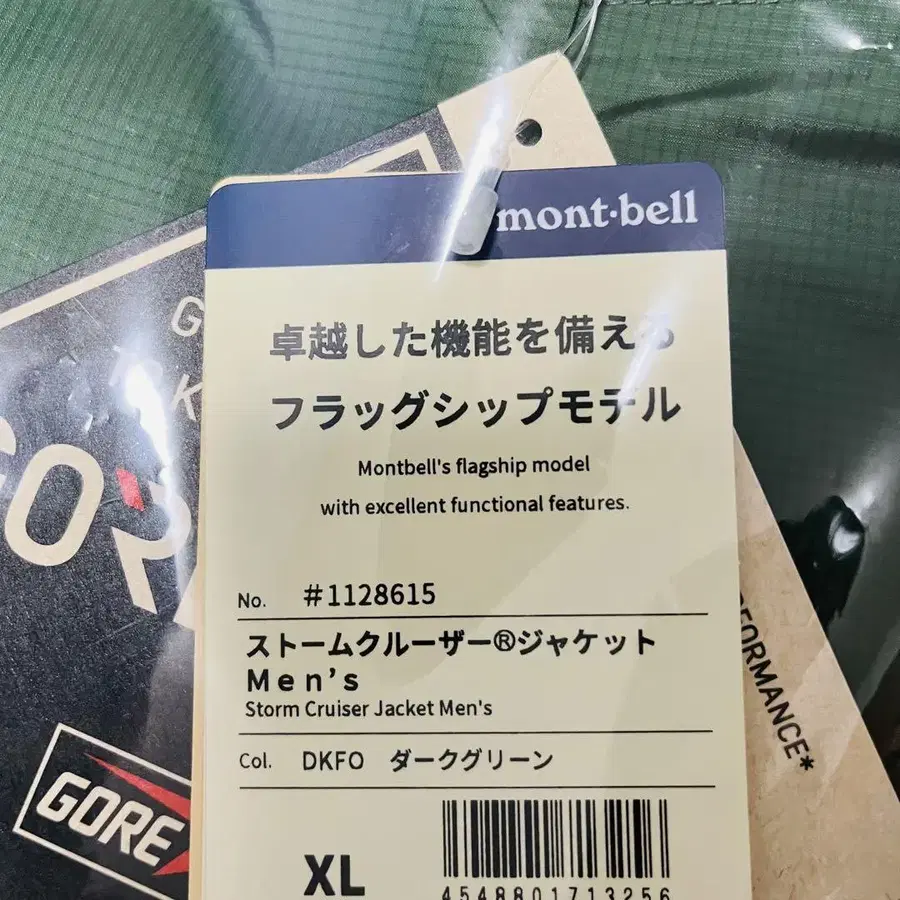 mont·bell
卓越した機能を備える
フラッグシップモデル
Montbell's flagship model
with excellent functional features.
No. #1128615
ストームクルーザー®ジャケット
Men's
Storm Cruiser Jacket Men's
Col. DKFO ダークグリーン
XL
4548801713256
GORE